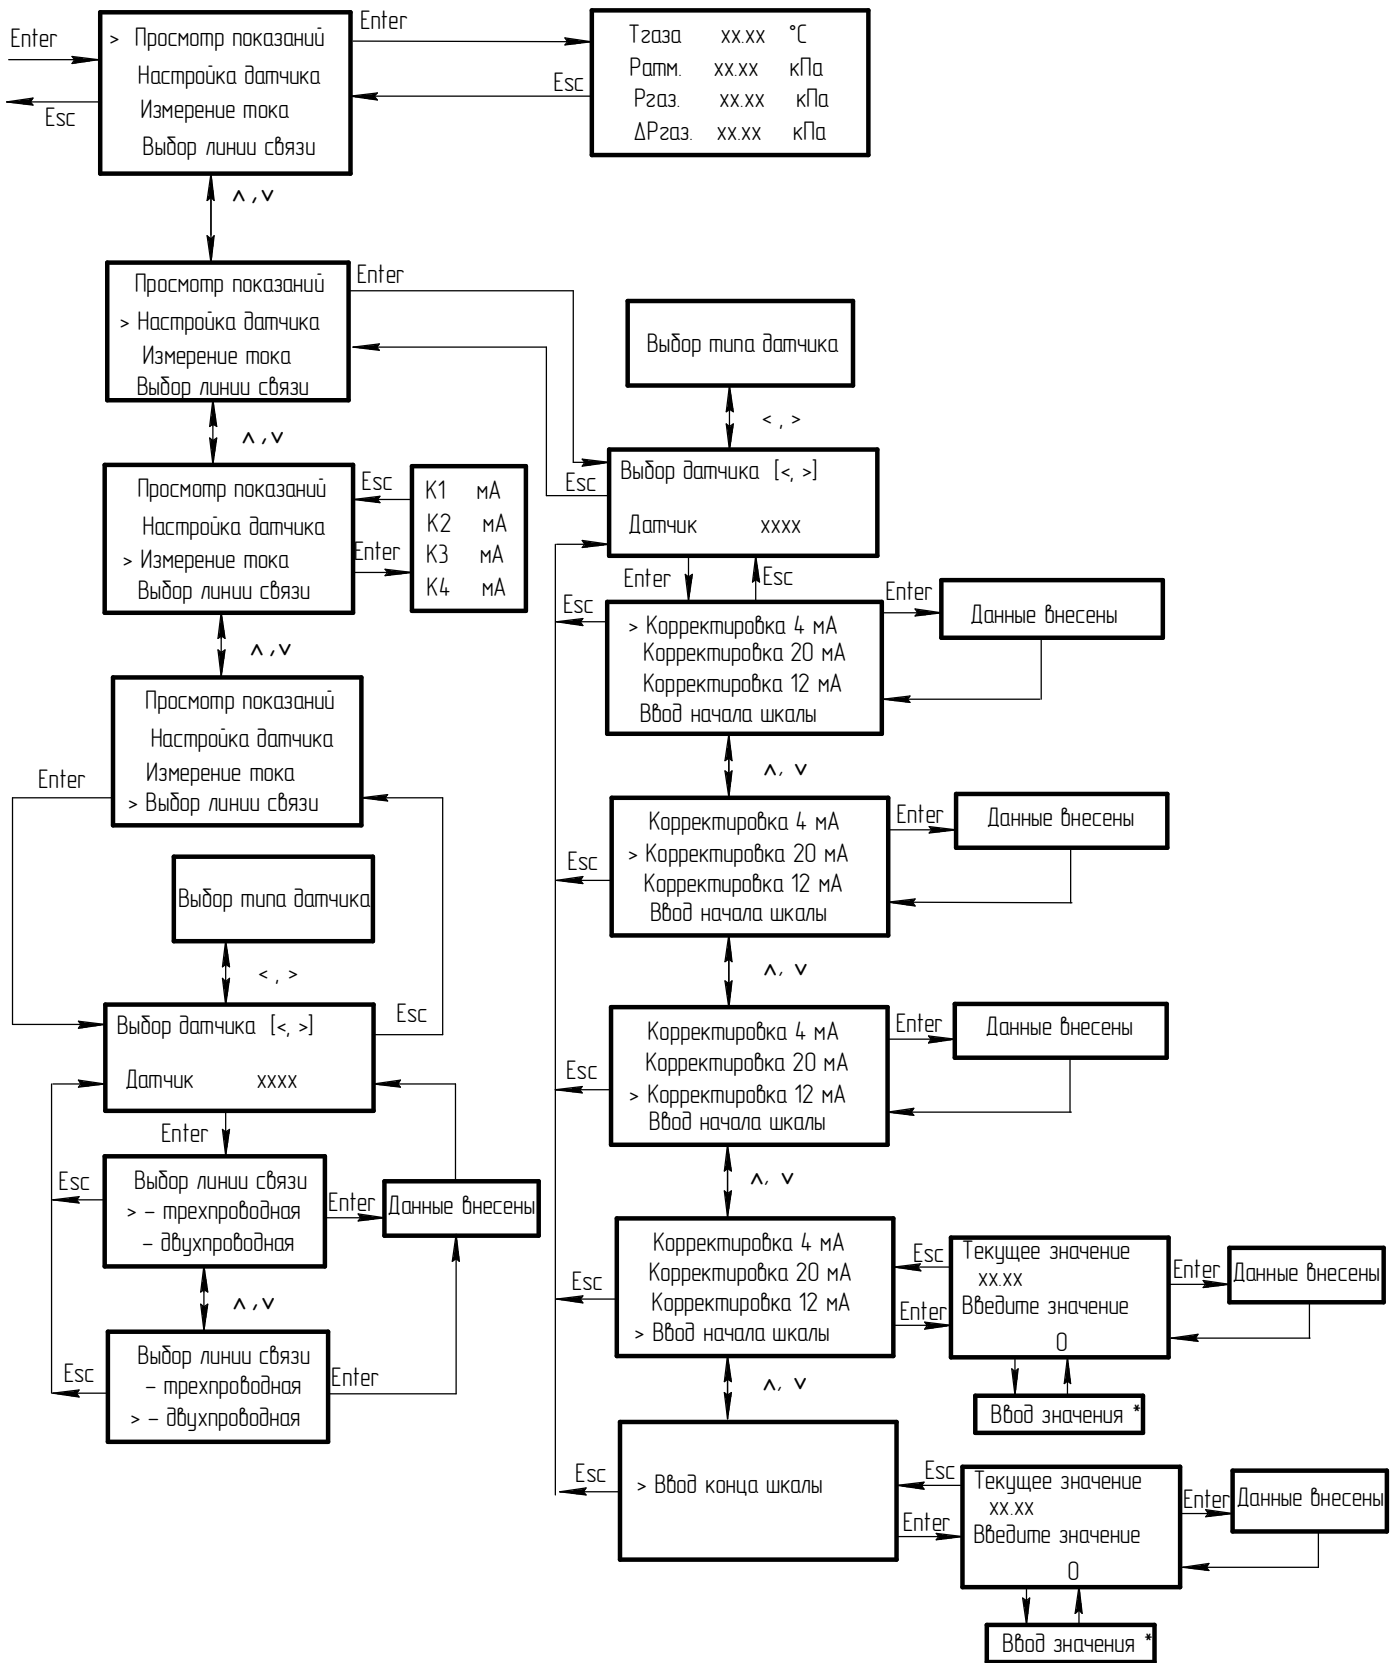 Enter
Esc
> Просмотр показаний
Настройка датчика
Измерение тока
Выбор линии связи
Enter
Esc
Тгаза xx.xx °C
Ратм. xx.xx кПа
Ргаз. xx.xx кПа
ΔРгаз. xx.xx кПа
∧,∨
Просмотр показаний
> Настройка датчика
Измерение тока
Выбор линии связи
Enter
∧,∨
Просмотр показаний
Настройка датчика
> Измерение тока
Выбор линии связи
Esc
Enter
К1 мА
К2 мА
К3 мА
К4 мА
∧,∨
Просмотр показаний
Настройка датчика
Измерение тока
> Выбор линии связи
Enter
Выбор типа датчика
< , >
Выбор датчика [<, >]
Датчик xxxx
Esc
Enter
Выбор линии связи
> – трехпроводная
– двухпроводная
Esc
Enter
Данные внесены
∧,∨
Выбор линии связи
– трехпроводная
> – двухпроводная
Esc
Enter
Выбор типа датчика
< , >
Выбор датчика [<, >]
Датчик xxxx
Esc
Enter
Esc
Esc
> Корректировка 4 мА
Корректировка 20 мА
Корректировка 12 мА
Ввод начала шкалы
Enter
Данные внесены
∧, ∨
Esc
Корректировка 4 мА
> Корректировка 20 мА
Корректировка 12 мА
Ввод начала шкалы
Enter
Данные внесены
∧, ∨
Esc
Корректировка 4 мА
Корректировка 20 мА
> Корректировка 12 мА
Ввод начала шкалы
Enter
Данные внесены
∧, ∨
Esc
Корректировка 4 мА
Корректировка 20 мА
Корректировка 12 мА
> Ввод начала шкалы
Esc
Enter
Текущее значение
xx.xx
Введите значение
0
Enter
Данные внесены
Ввод значения *
∧, ∨
Esc
> Ввод конца шкалы
Esc
Enter
Текущее значение
xx.xx
Введите значение
0
Enter
Данные внесены
Ввод значения *